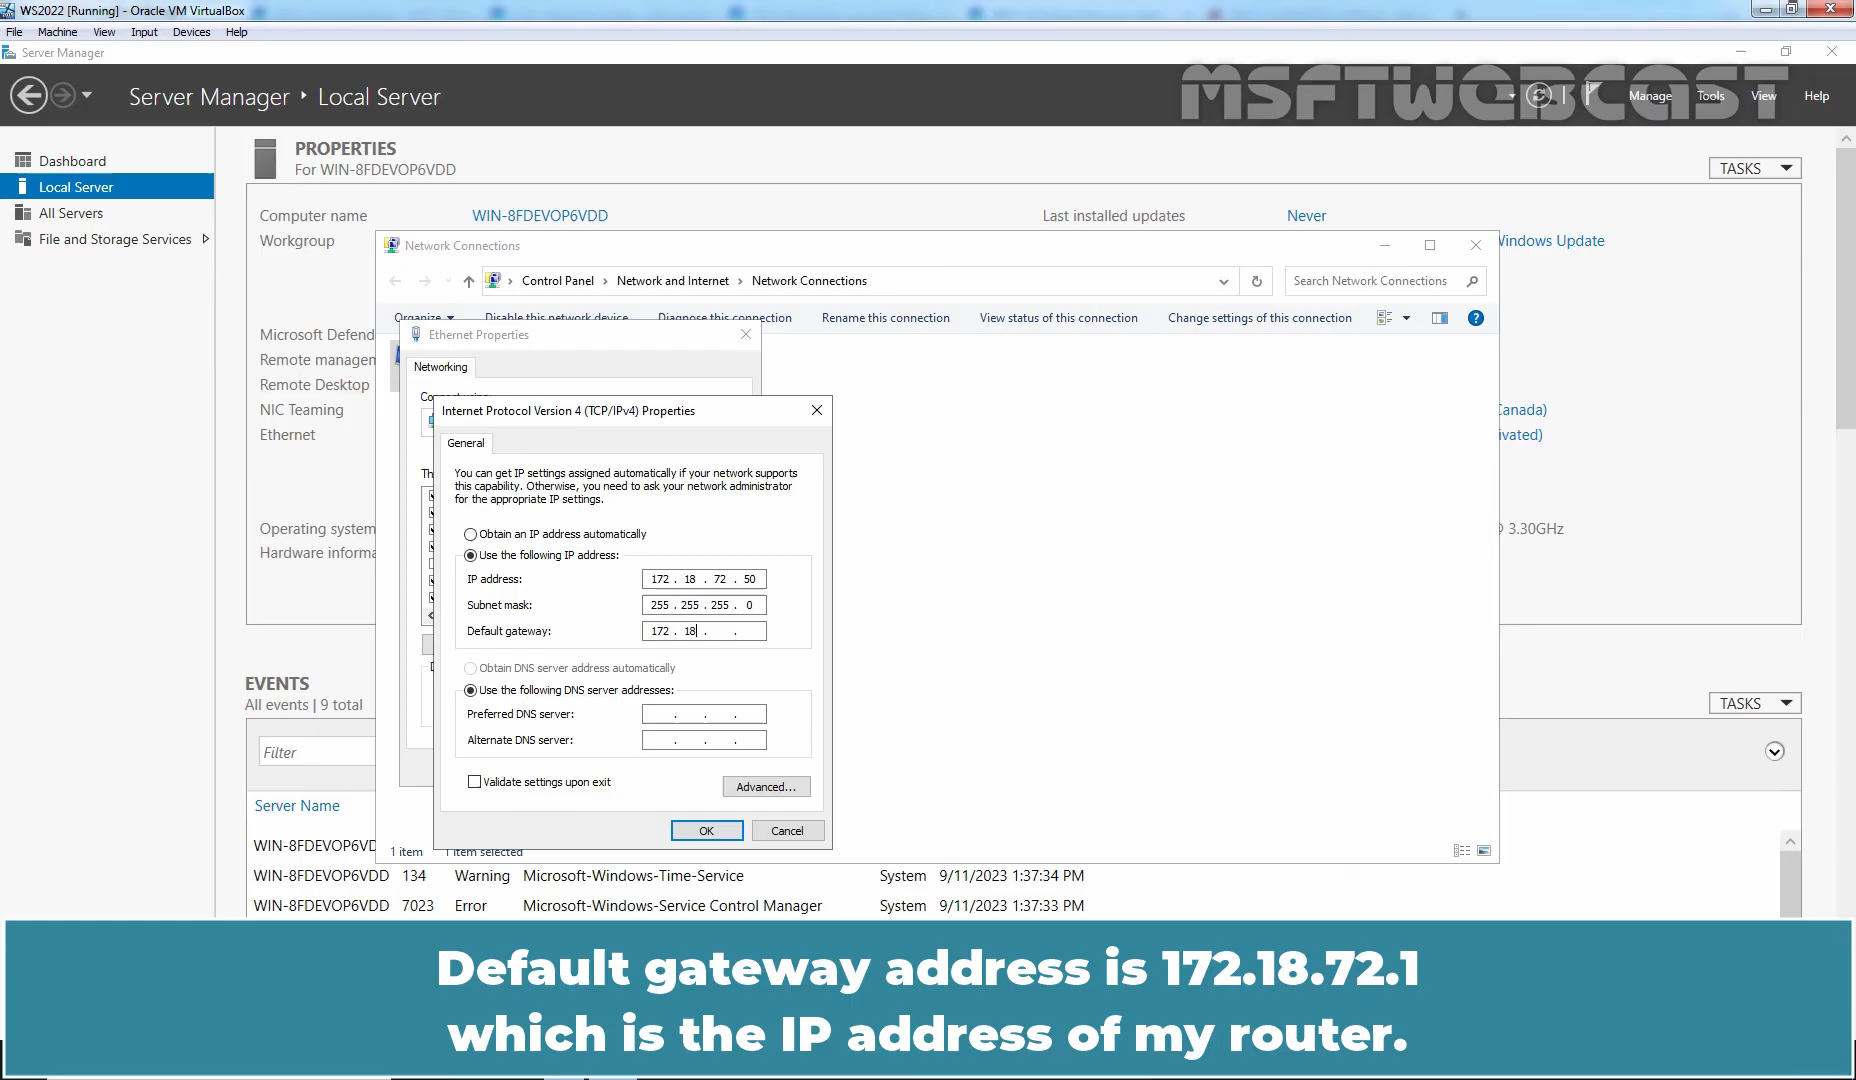 WS2022 [Running] - Oracle VM VirtualBox
File Machine View Input Devices Help
Server Manager
Server Manager ‣ Local Server
MSFTWEBCAST
Manage Tools View Help
Dashboard
Local Server
All Servers
File and Storage Services
PROPERTIES
For WIN-8FDEVOP6VDD
TASKS
Computer name WIN-8FDEVOP6VDD Last installed updates Never
Workgroup Windows Update
Network Connections
Control Panel › Network and Internet › Network Connections
Search Network Connections
Organize Disable this network device Diagnose this connection Rename this connection View status of this connection Change settings of this connection
Microsoft Defend
Remote managem
Remote Desktop
NIC Teaming
Ethernet
Canada)
ivated)
Operating system
Hardware informa
3.30GHz
Ethernet Properties
Networking
Internet Protocol Version 4 (TCP/IPv4) Properties
General
You can get IP settings assigned automatically if your network supports
this capability. Otherwise, you need to ask your network administrator
for the appropriate IP settings.
Obtain an IP address automatically
Use the following IP address:
IP address: 172 . 18 . 72 . 50
Subnet mask: 255 . 255 . 255 . 0
Default gateway: 172 . 18 . .
Obtain DNS server address automatically
Use the following DNS server addresses:
Preferred DNS server: . . .
Alternate DNS server: . . .
Validate settings upon exit
Advanced...
OK Cancel
1 item 1 item selected
EVENTS
All events | 9 total
TASKS
Filter
Server Name
WIN-8FDEVOP6VD
WIN-8FDEVOP6VDD 134 Warning Microsoft-Windows-Time-Service System 9/11/2023 1:37:34 PM
WIN-8FDEVOP6VDD 7023 Error Microsoft-Windows-Service Control Manager System 9/11/2023 1:37:33 PM
Default gateway address is 172.18.72.1
which is the IP address of my router.